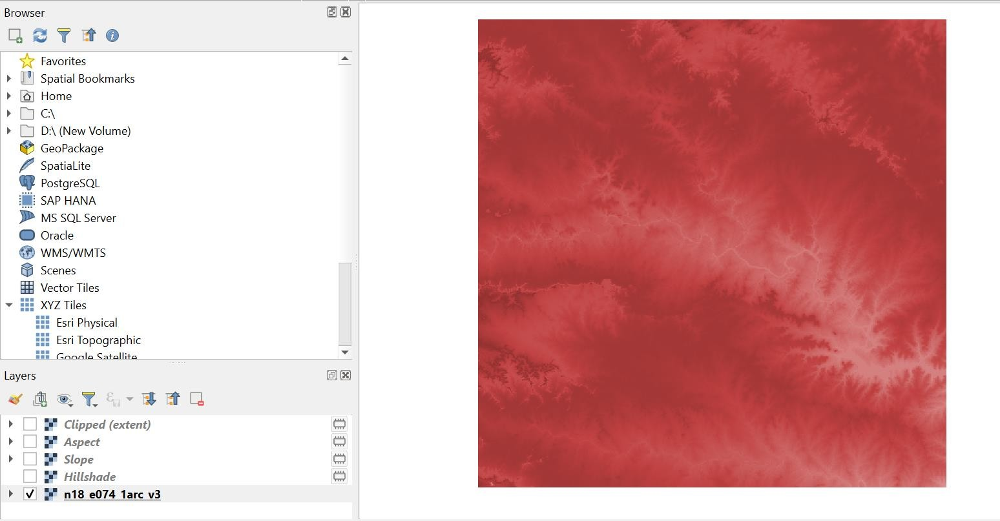 Browser
Favorites
Spatial Bookmarks
Home
C:\
D:\ (New Volume)
GeoPackage
SpatiaLite
PostgreSQL
SAP HANA
MS SQL Server
Oracle
WMS/WMTS
Scenes
Vector Tiles
XYZ Tiles
Esri Physical
Esri Topographic
Google Satellite
Layers
Clipped (extent)
Aspect
Slope
Hillshade
n18_e074_1arc_v3